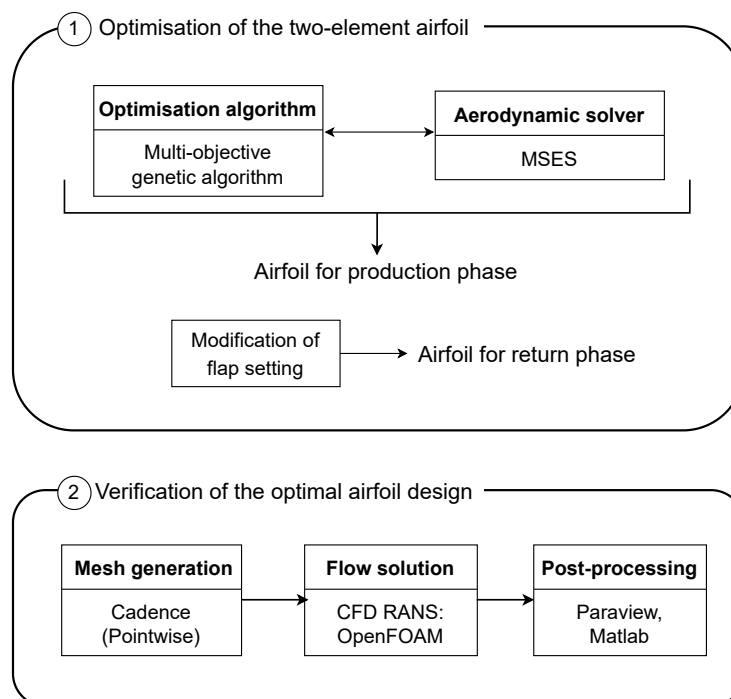 1 Optimisation of the two-element airfoil
Optimisation algorithm
Multi-objective
genetic algorithm
Aerodynamic solver
MSES
Airfoil for production phase
Modification of
flap setting
Airfoil for return phase
2 Verification of the optimal airfoil design
Mesh generation
Cadence
(Pointwise)
Flow solution
CFD RANS:
OpenFOAM
Post-processing
Paraview,
Matlab